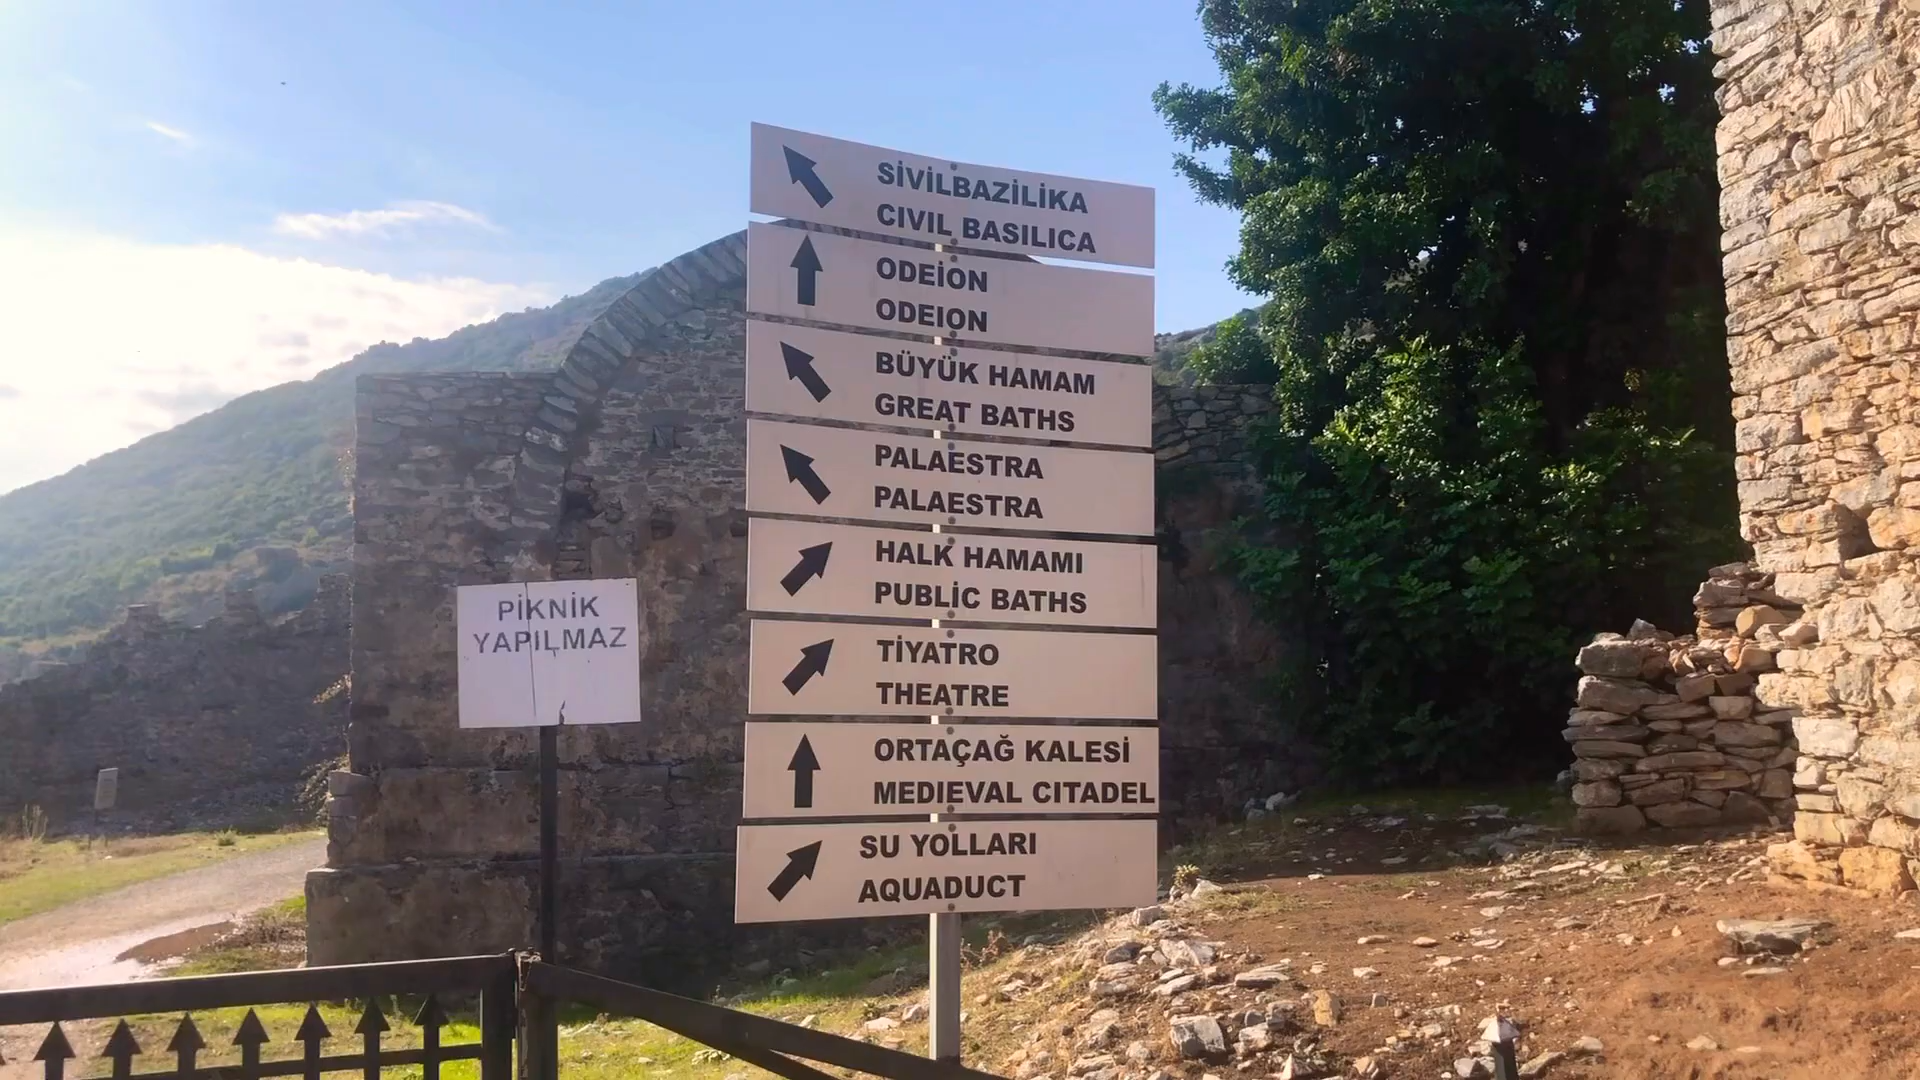 SİVİLBAZİLİKA
CIVIL BASILICA
ODEİON
ODEION
BÜYÜK HAMAM
GREAT BATHS
PALAESTRA
PALAESTRA
HALK HAMAMI
PUBLİC BATHS
TİYATRO
THEATRE
ORTAÇAĞ KALESİ
MEDIEVAL CITADEL
SU YOLLARI
AQUADUCT
PİKNİK
YAPILMAZ